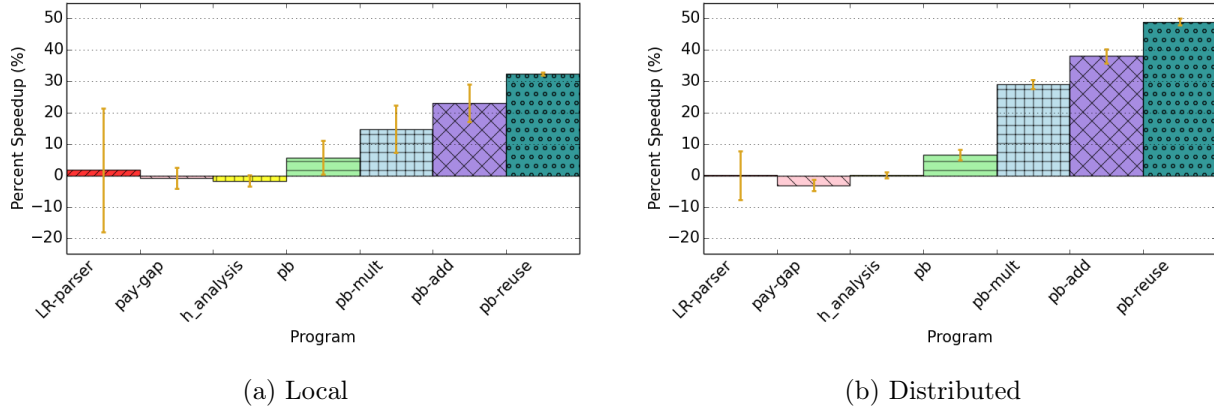 50
40
30
20
10
0
−10
−20
Percent Speedup (%)
LR-parser
pay-gap
h_analysis
pb
pb-mult
pb-add
pb-reuse
Program
(a) Local
50
40
30
20
10
0
−10
−20
Percent Speedup (%)
LR-parser
pay-gap
h_analysis
pb
pb-mult
pb-add
pb-reuse
Program
(b) Distributed